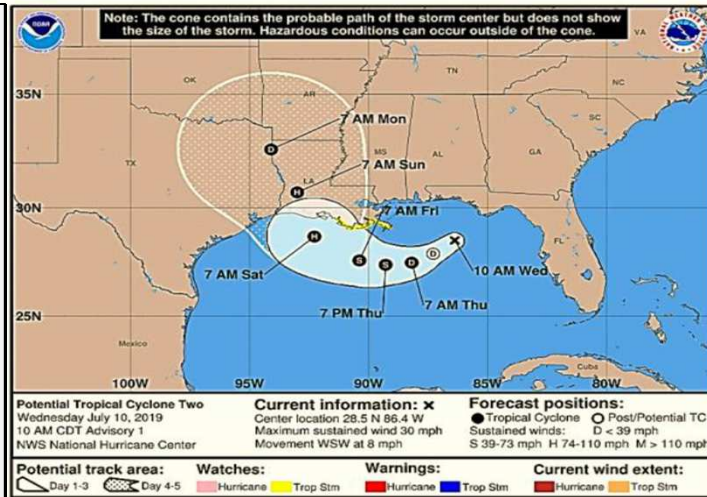 Note: The cone contains the probable path of the storm center but does not show
the size of the storm. Hazardous conditions can occur outside of the cone.
NOAA
VA
OK
TN
NC
35N
AR
7 AM Mon
SC
MS
AL
GA
TX
7 AM Sun
H
LA
30N
7 AM Fri
FL
H
S
S
D
D
10 AM Wed
7 AM Sat
7 AM Thu
7 PM Thu
25N
Mexico
Cuba
100W
95W
90W
85W
80W
Potential Tropical Cyclone Two
Wednesday July 10, 2019
10 AM CDT Advisory 1
NWS National Hurricane Center
Current information: ×
Center location 28.5 N 86.4 W
Maximum sustained wind 30 mph
Movement WSW at 8 mph
Forecast positions:
Tropical Cyclone Post/Potential TC
Sustained winds: D < 39 mph
S 39-73 mph H 74-110 mph M > 110 mph
Potential track area:
Day 1-3 Day 4-5
Watches:
Hurricane Trop Stm
Warnings:
Hurricane Trop Stm
Current wind extent:
Hurricane Trop Stm